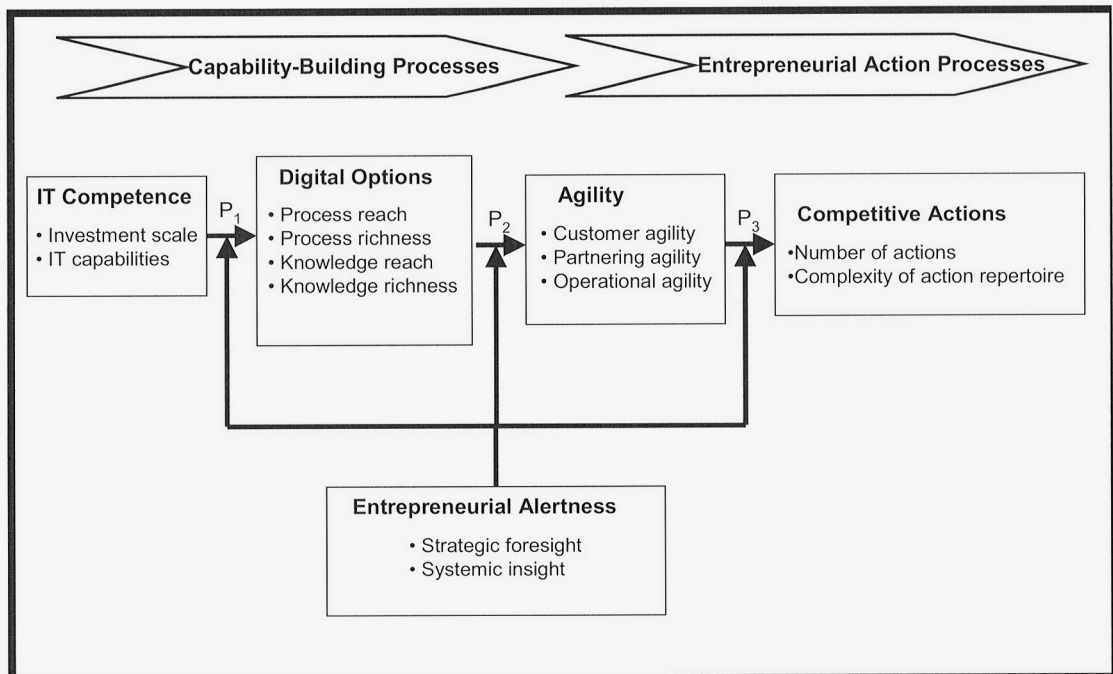 Capability-Building Processes
Entrepreneurial Action Processes
IT Competence
• Investment scale
• IT capabilities
P1
Digital Options
• Process reach
• Process richness
• Knowledge reach
• Knowledge richness
P2
Agility
• Customer agility
• Partnering agility
• Operational agility
P3
Competitive Actions
•Number of actions
•Complexity of action repertoire
Entrepreneurial Alertness
• Strategic foresight
• Systemic insight